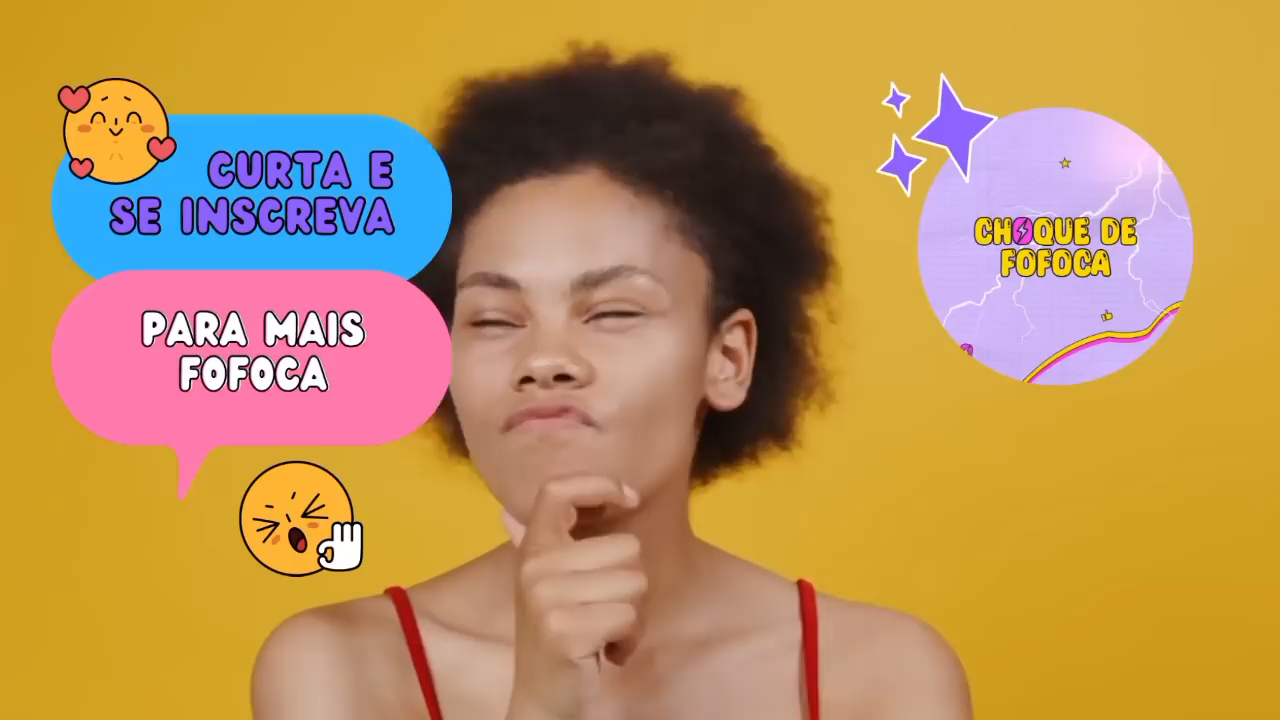 CURTA E
SE INSCREVA
PARA MAIS
FOFOCA
CHOQUE DE
FOFOCA